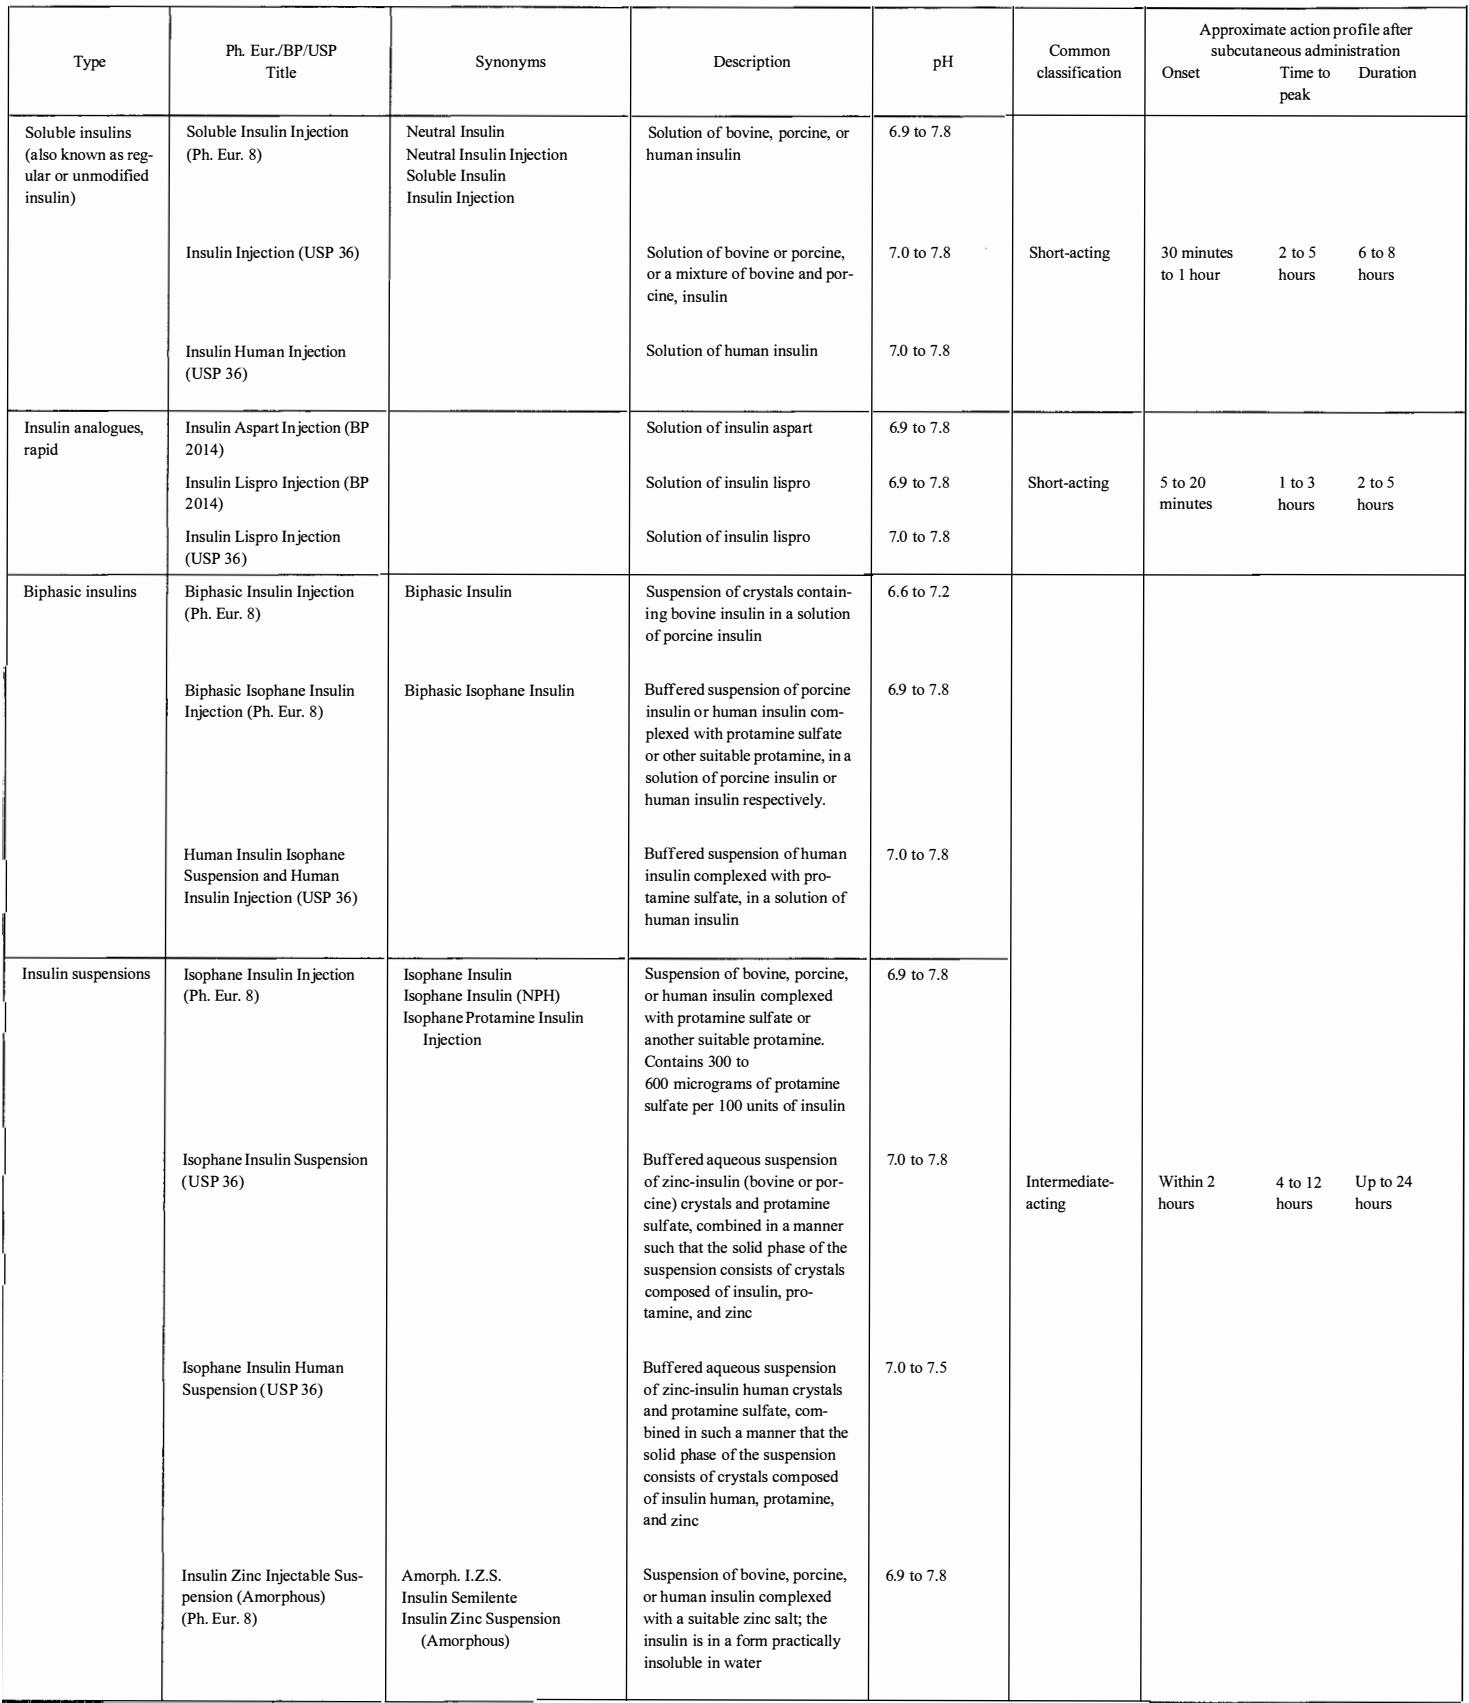 Type
Ph. Eur./BP/USP
Title
Synonyms
Description
pH
Common
classification
Approximate action profile after
subcutaneous administration
Onset
Time to
peak
Duration
Soluble insulins
(also known as reg-
ular or unmodified
insulin)
Soluble Insulin Injection
(Ph. Eur. 8)
Neutral Insulin
Neutral Insulin Injection
Soluble Insulin
Insulin Injection
Solution of bovine, porcine, or
human insulin
6.9 to 7.8
Insulin Injection (USP 36)
Solution of bovine or porcine,
or a mixture of bovine and por-
cine, insulin
7.0 to 7.8
Short-acting
30 minutes
to 1 hour
2 to 5
hours
6 to 8
hours
Insulin Human Injection
(USP 36)
Solution of human insulin
7.0 to 7.8
Insulin analogues,
rapid
Insulin Aspart Injection (BP
2014)
Solution of insulin aspart
6.9 to 7.8
Insulin Lispro Injection (BP
2014)
Solution of insulin lispro
6.9 to 7.8
Short-acting
5 to 20
minutes
1 to 3
hours
2 to 5
hours
Insulin Lispro Injection
(USP 36)
Solution of insulin lispro
7.0 to 7.8
Biphasic insulins
Biphasic Insulin Injection
(Ph. Eur. 8)
Biphasic Insulin
Suspension of crystals contain-
ing bovine insulin in a solution
of porcine insulin
6.6 to 7.2
Biphasic Isophane Insulin
Injection (Ph. Eur. 8)
Biphasic Isophane Insulin
Buffered suspension of porcine
insulin or human insulin com-
plexed with protamine sulfate
or other suitable protamine, in a
solution of porcine insulin or
human insulin respectively.
6.9 to 7.8
Human Insulin Isophane
Suspension and Human
Insulin Injection (USP 36)
Buffered suspension of human
insulin complexed with pro-
tamine sulfate, in a solution of
human insulin
7.0 to 7.8
Insulin suspensions
Isophane Insulin Injection
(Ph. Eur. 8)
Isophane Insulin
Isophane Insulin (NPH)
Isophane Protamine Insulin
Injection
Suspension of bovine, porcine,
or human insulin complexed
with protamine sulfate or
another suitable protamine.
Contains 300 to
600 micrograms of protamine
sulfate per 100 units of insulin
6.9 to 7.8
Isophane Insulin Suspension
(USP 36)
Buffered aqueous suspension
of zinc-insulin (bovine or por-
cine) crystals and protamine
sulfate, combined in a manner
such that the solid phase of the
suspension consists of crystals
composed of insulin, pro-
tamine, and zinc
7.0 to 7.8
Intermediate-
acting
Within 2
hours
4 to 12
hours
Up to 24
hours
Isophane Insulin Human
Suspension (USP 36)
Buffered aqueous suspension
of zinc-insulin human crystals
and protamine sulfate, com-
bined in such a manner that the
solid phase of the suspension
consists of crystals composed
of insulin human, protamine,
and zinc
7.0 to 7.5
Insulin Zinc Injectable Sus-
pension (Amorphous)
(Ph. Eur. 8)
Amorph. I.Z.S.
Insulin Semilente
Insulin Zinc Suspension
(Amorphous)
Suspension of bovine, porcine,
or human insulin complexed
with a suitable zinc salt; the
insulin is in a form practically
insoluble in water
6.9 to 7.8